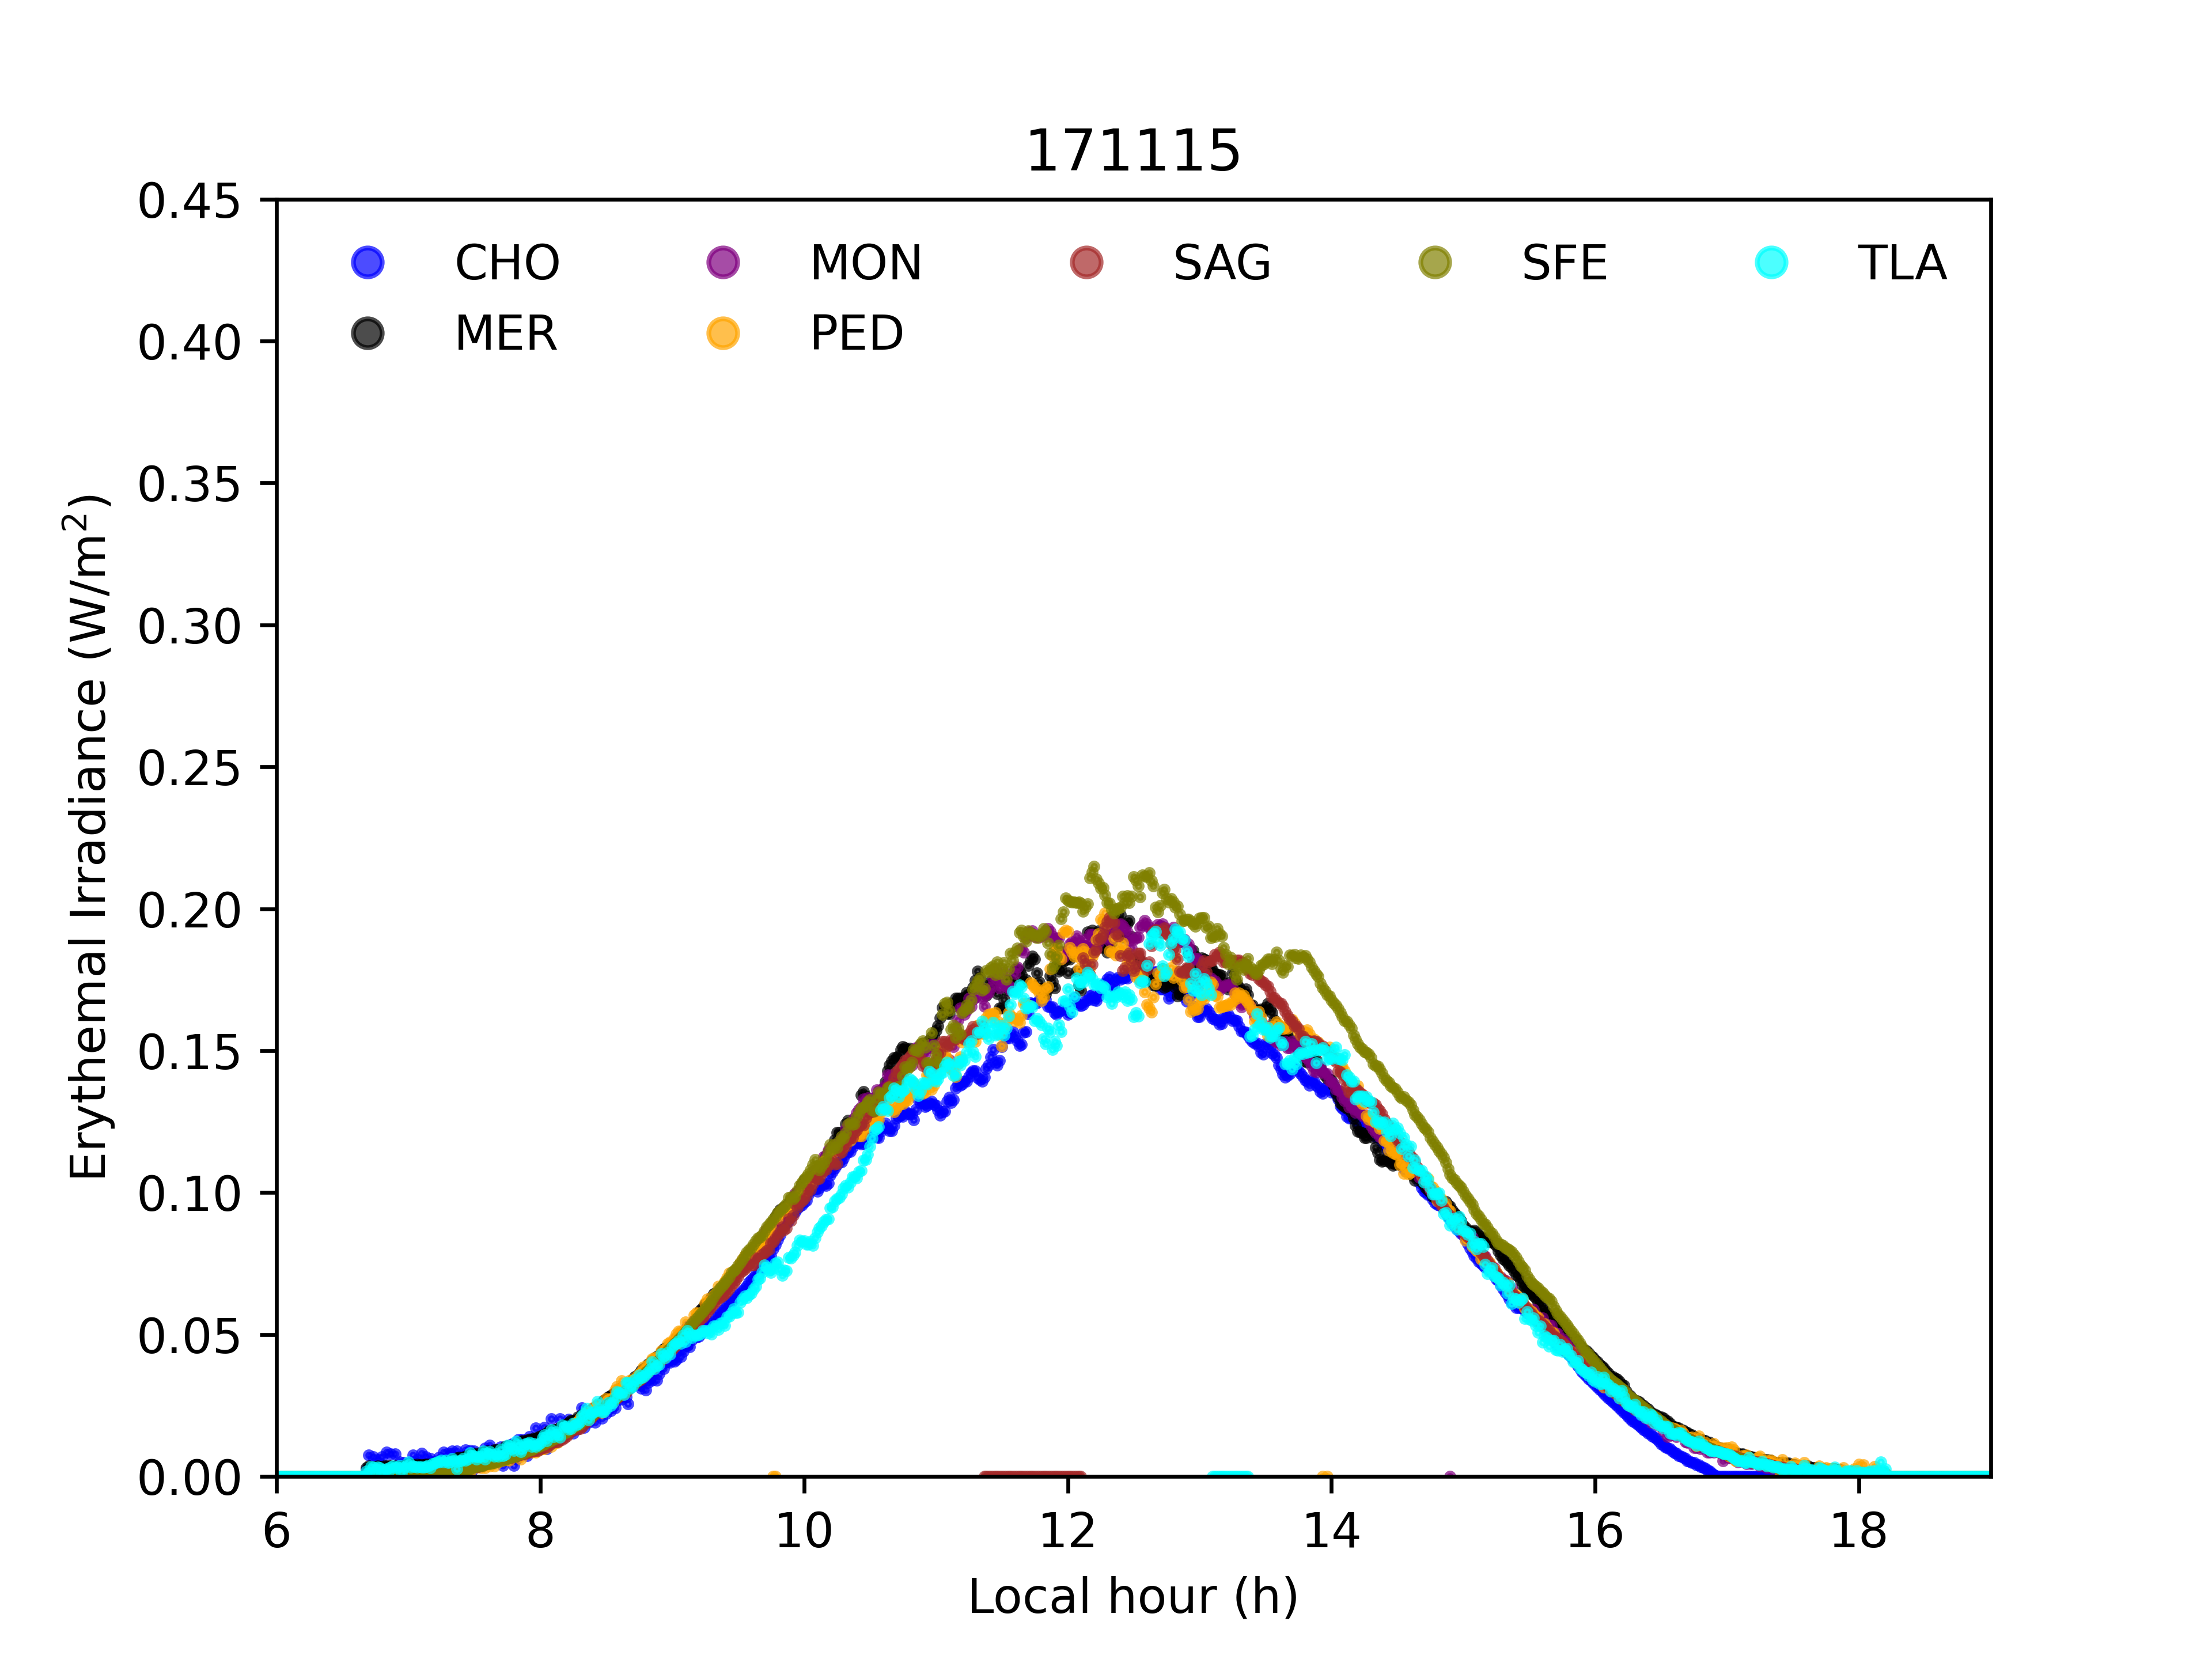 171115
CHO MON SAG SFE TLA
MER PED
0.45
0.40
0.35
0.30
0.25
0.20
0.15
0.10
0.05
0.00
Erythemal Irradiance (W/m²)
6 8 10 12 14 16 18
Local hour (h)